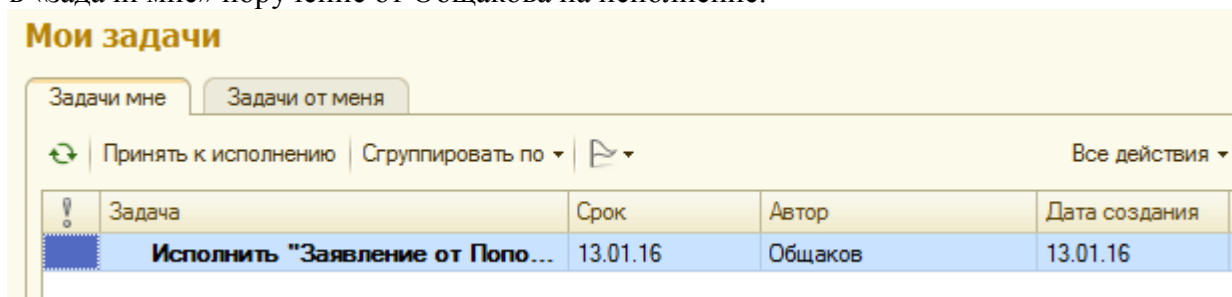 в «задачи мне» поручение от Общакова на исполнение.
Мои задачи
Задачи мне Задачи от меня
Принять к исполнению Сгруппировать по Все действия
Задача Срок Автор Дата создания
Исполнить "Заявление от Попо... 13.01.16 Общаков 13.01.16